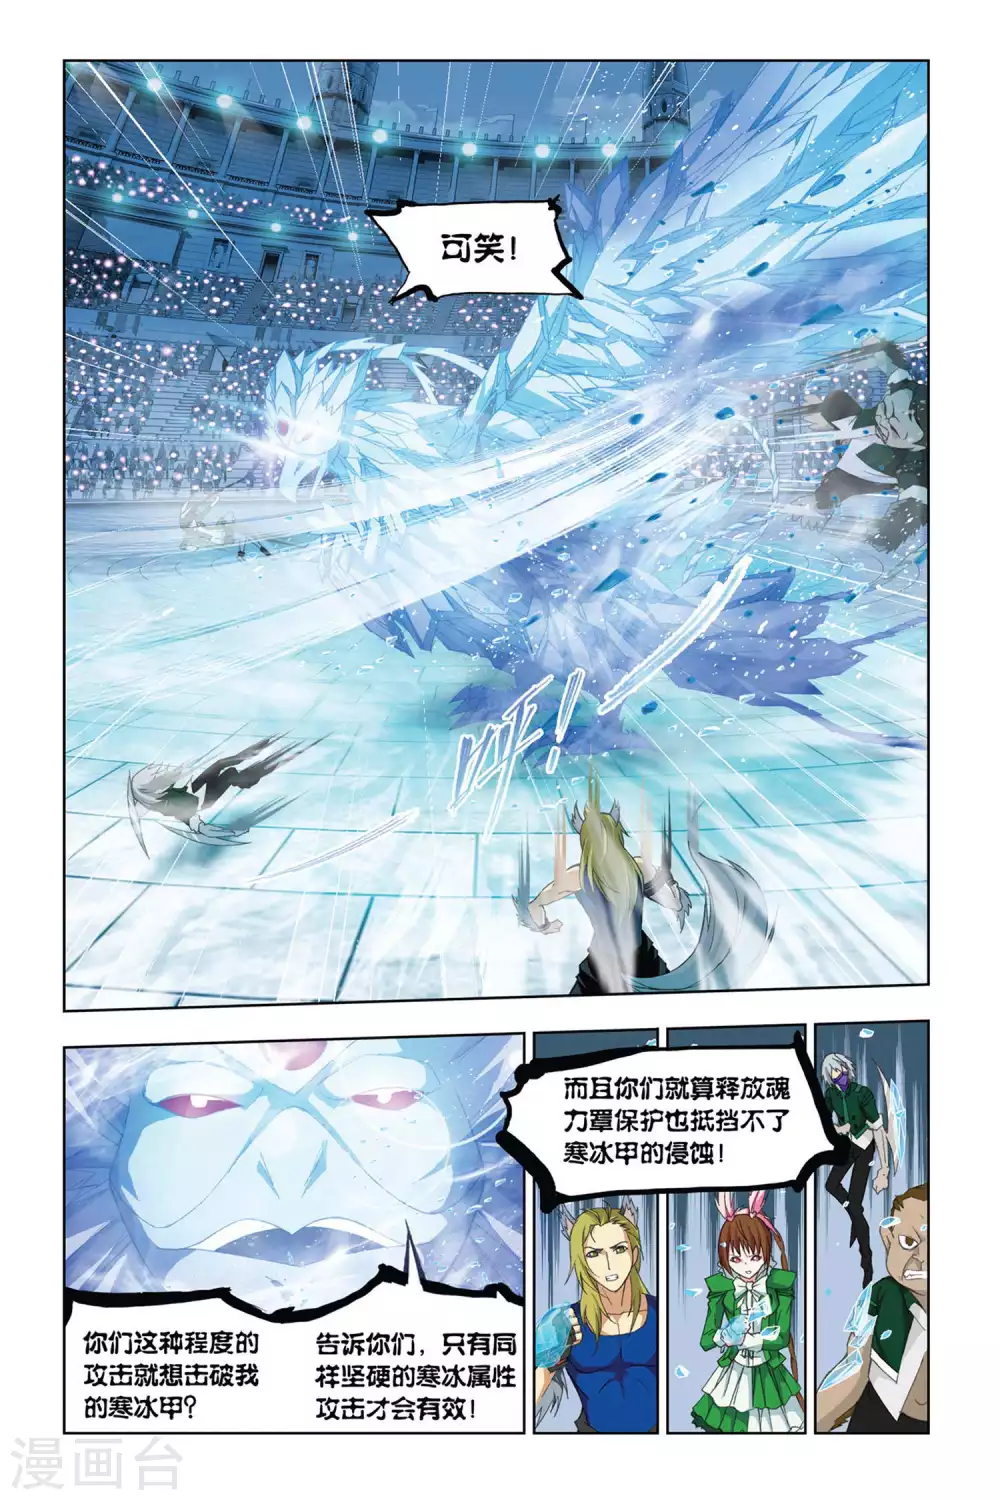 可笑！
呼！
你们这种程度的
攻击就想击破我
的寒冰甲？
告诉你们，只有同
样坚硬的寒冰属性
攻击才会有效！
而且你们就算释放魂
力罩保护也抵挡不了
寒冰甲的侵蚀！
漫画台